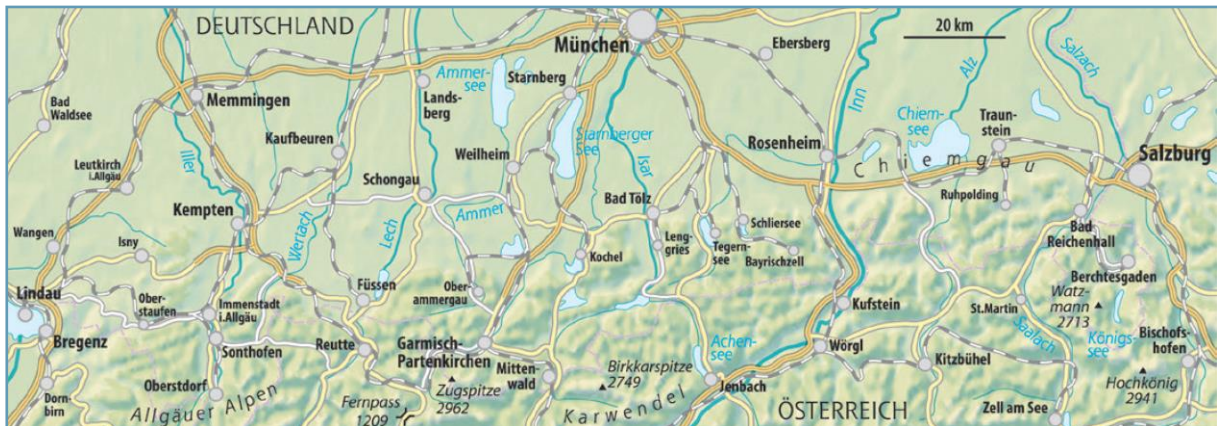 DEUTSCHLAND
München
Ebersberg
20 km
Salzach
Alz
Inn
Ammer-
see
Starnberg
Lands-
berg
Memmingen
Bad
Waldsee
Kaufbeuren
Starnberger
See
Isar
Chiem-
see
Traun-
stein
Rosenheim
Salzburg
Chiemgau
Iller
Leutkirch
i.Allgäu
Weilheim
Schongau
Ammer
Bad Tölz
Ruhpolding
Kempten
Wertach
Lech
Schliersee
Bad
Reichenhall
Wangen
Isny
Kochel
Leng-
gries
Tegern-
see
Bayrischzell
Berchtesgaden
Lindau
Ober-
staufen
Immenstadt
i.Allgäu
Füssen
Ober-
ammergau
Kufstein
St.Martin
Watz-
mann
2713
Saalach
Königs-
see
Bischofs-
hofen
Bregenz
Sonthofen
Reutte
Garmisch-
Partenkirchen
Mitten-
wald
Birkkarspitze
2749
Achen-
see
Wörgl
Kitzbühel
Dorn-
birn
Oberstdorf
Allgäuer Alpen
Fernpass
1209
Zugspitze
2962
Karwendel
Jenbach
ÖSTERREICH
Zell am See
Hochkönig
2941